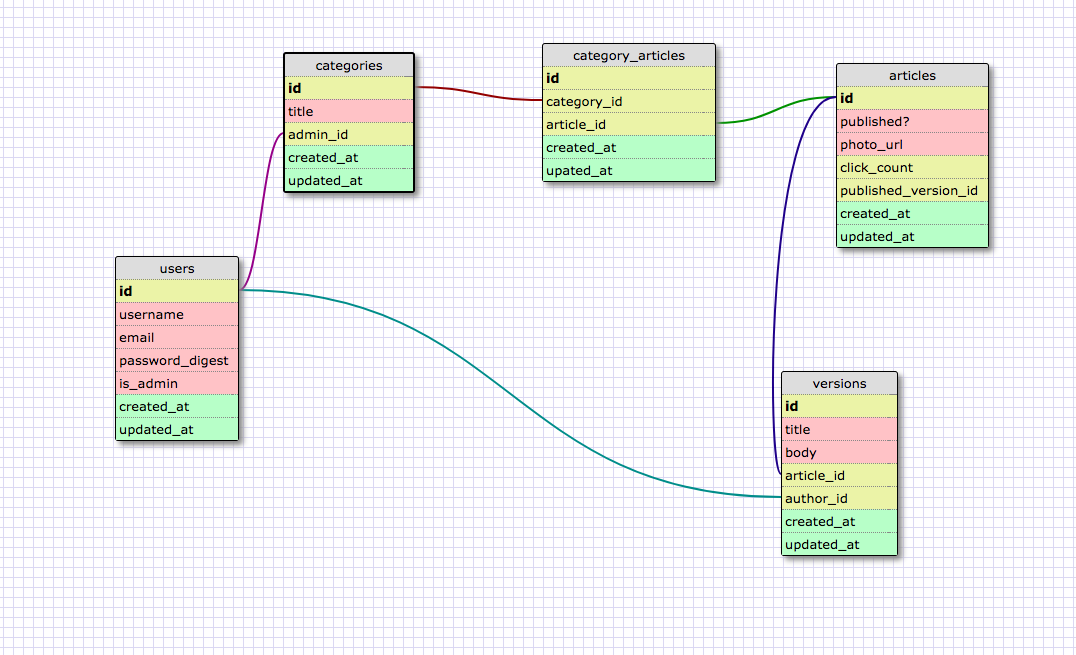 categories
id
title
admin_id
created_at
updated_at
category_articles
id
category_id
article_id
created_at
upated_at
articles
id
published?
photo_url
click_count
published_version_id
created_at
updated_at
users
id
username
email
password_digest
is_admin
created_at
updated_at
versions
id
title
body
article_id
author_id
created_at
updated_at